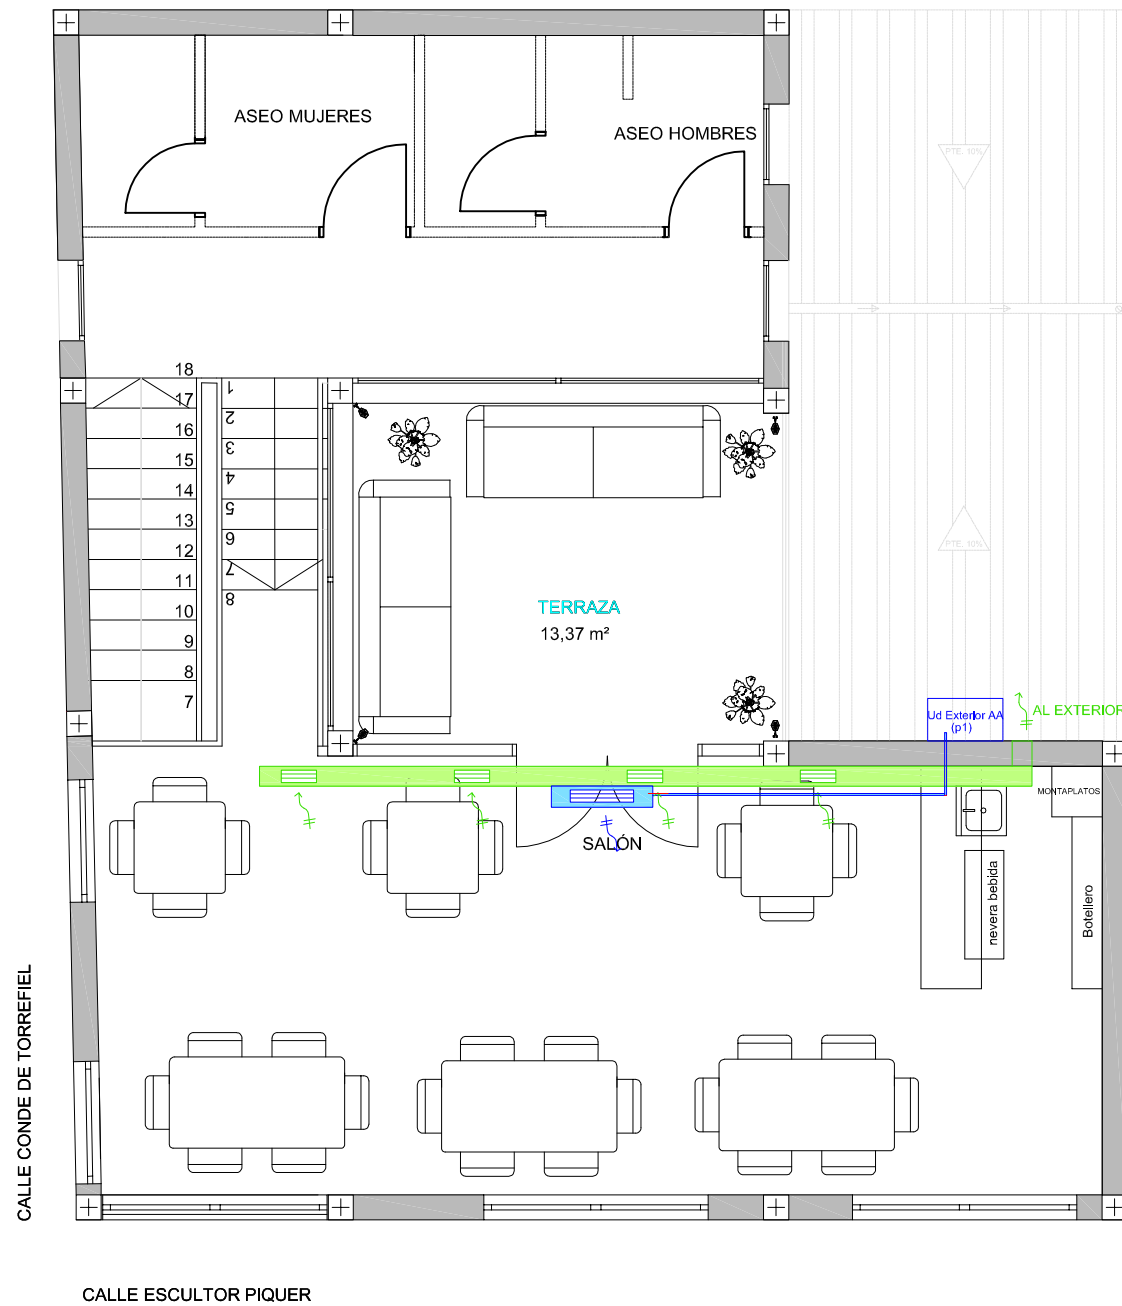 ASEO MUJERES
ASEO HOMBRES
PTE. 10%
18
17
16
15
14
13
12
11
10
9
8
7
1
2
3
4
5
6
7
8
PTE. 10%
TERRAZA
13,37 m²
Ud Exterior AA
(p1)
AL EXTERIOR
MONTAPLATOS
SALÓN
nevera bebida
Botellero
CALLE CONDE DE TORREFIEL
CALLE ESCULTOR PIQUER